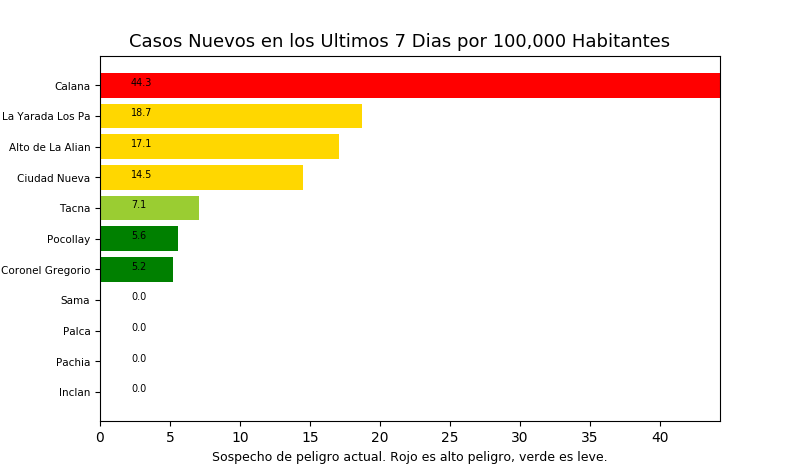 Casos Nuevos en los Ultimos 7 Dias por 100,000 Habitantes
Calana 44.3
La Yarada Los Pa 18.7
Alto de La Alian 17.1
Ciudad Nueva 14.5
Tacna 7.1
Pocollay 5.6
Coronel Gregorio 5.2
Sama 0.0
Palca 0.0
Pachia 0.0
Inclan 0.0
0 5 10 15 20 25 30 35 40
Sospecho de peligro actual. Rojo es alto peligro, verde es leve.